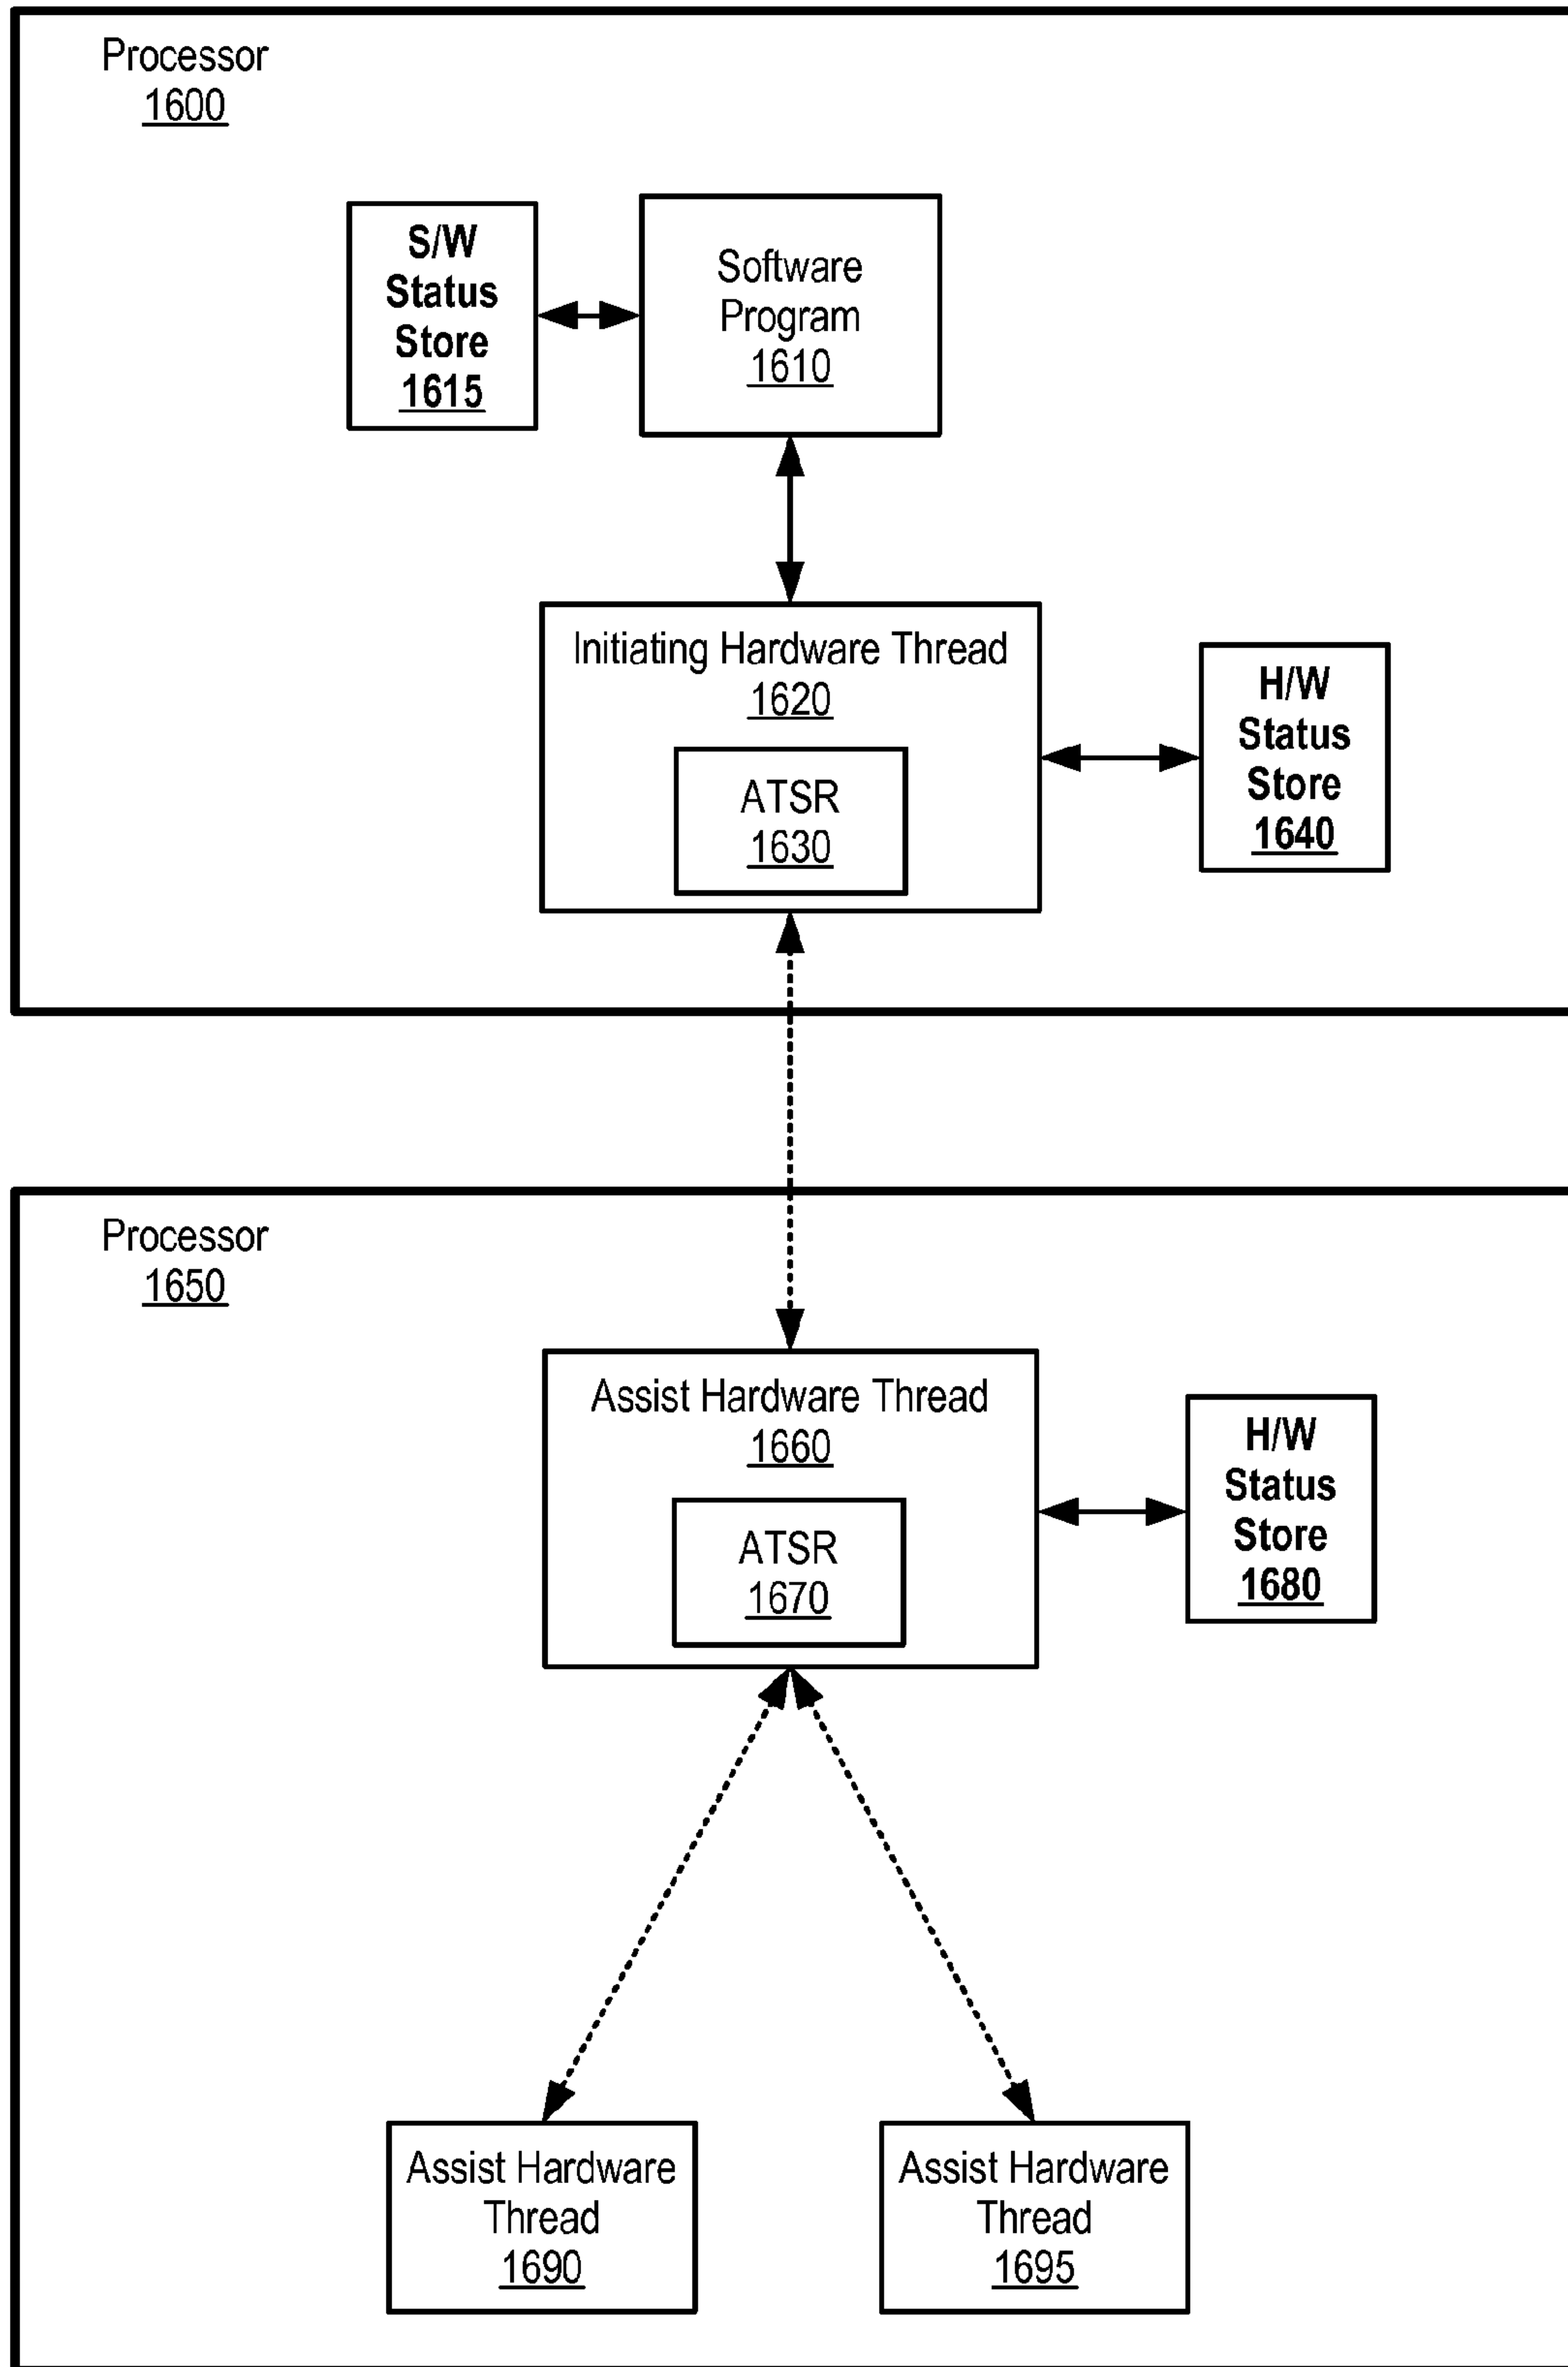 Processor
1600
S/W
Status
Store
1615
Software
Program
1610
Initiating Hardware Thread
1620
ATSR
1630
H/W
Status
Store
1640
Processor
1650
Assist Hardware Thread
1660
ATSR
1670
H/W
Status
Store
1680
Assist Hardware
Thread
1690
Assist Hardware
Thread
1695